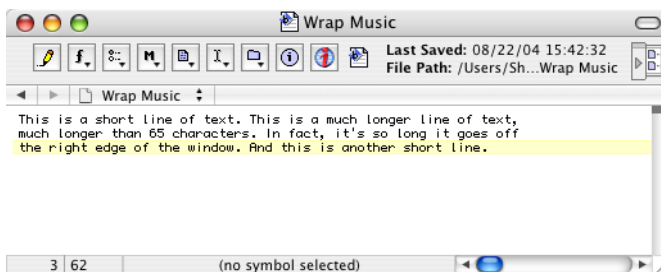 Wrap Music
Last Saved: 08/22/04 15:42:32
File Path: /Users/Sh...Wrap Music
Wrap Music
This is a short line of text. This is a much longer line of text,
much longer than 65 characters. In fact, it's so long it goes off
the right edge of the window. And this is another short line.
3 62 (no symbol selected)